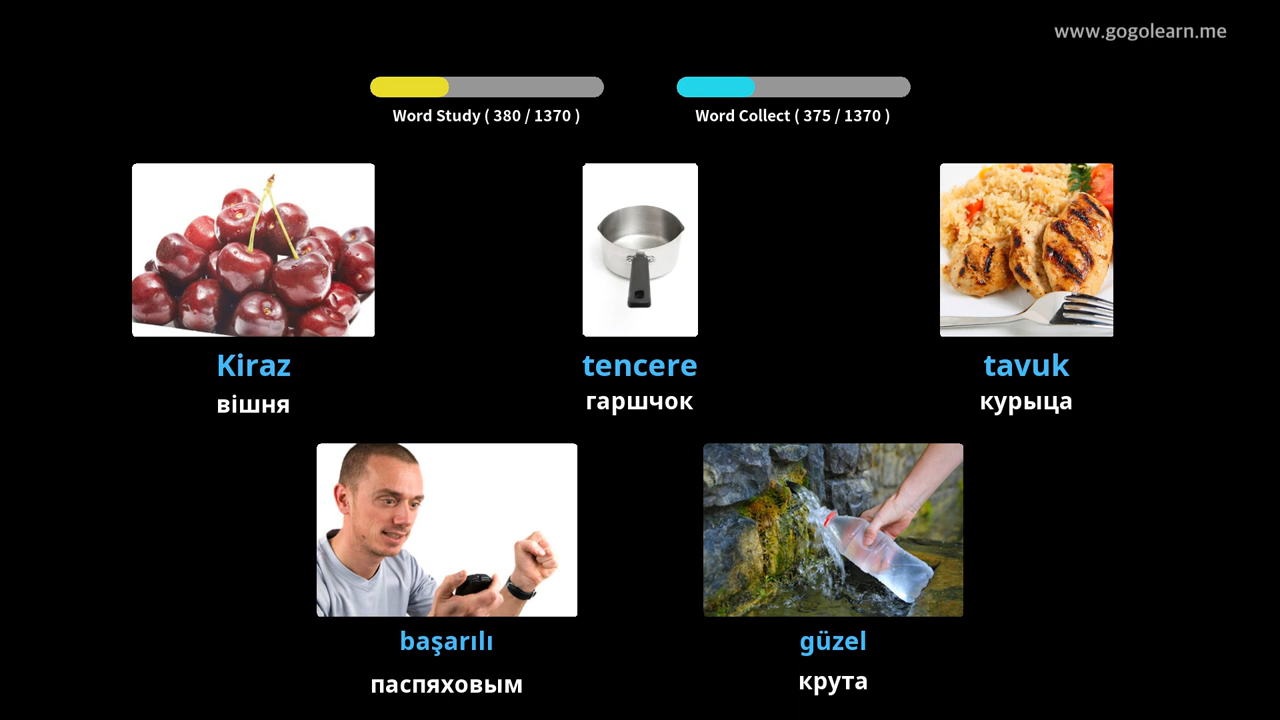 www.gogolearn.me
Word Study ( 380 / 1370 )
Word Collect ( 375 / 1370 )
Kiraz
вішня
tencere
гаршчок
tavuk
курыца
başarılı
паспяховым
güzel
крута